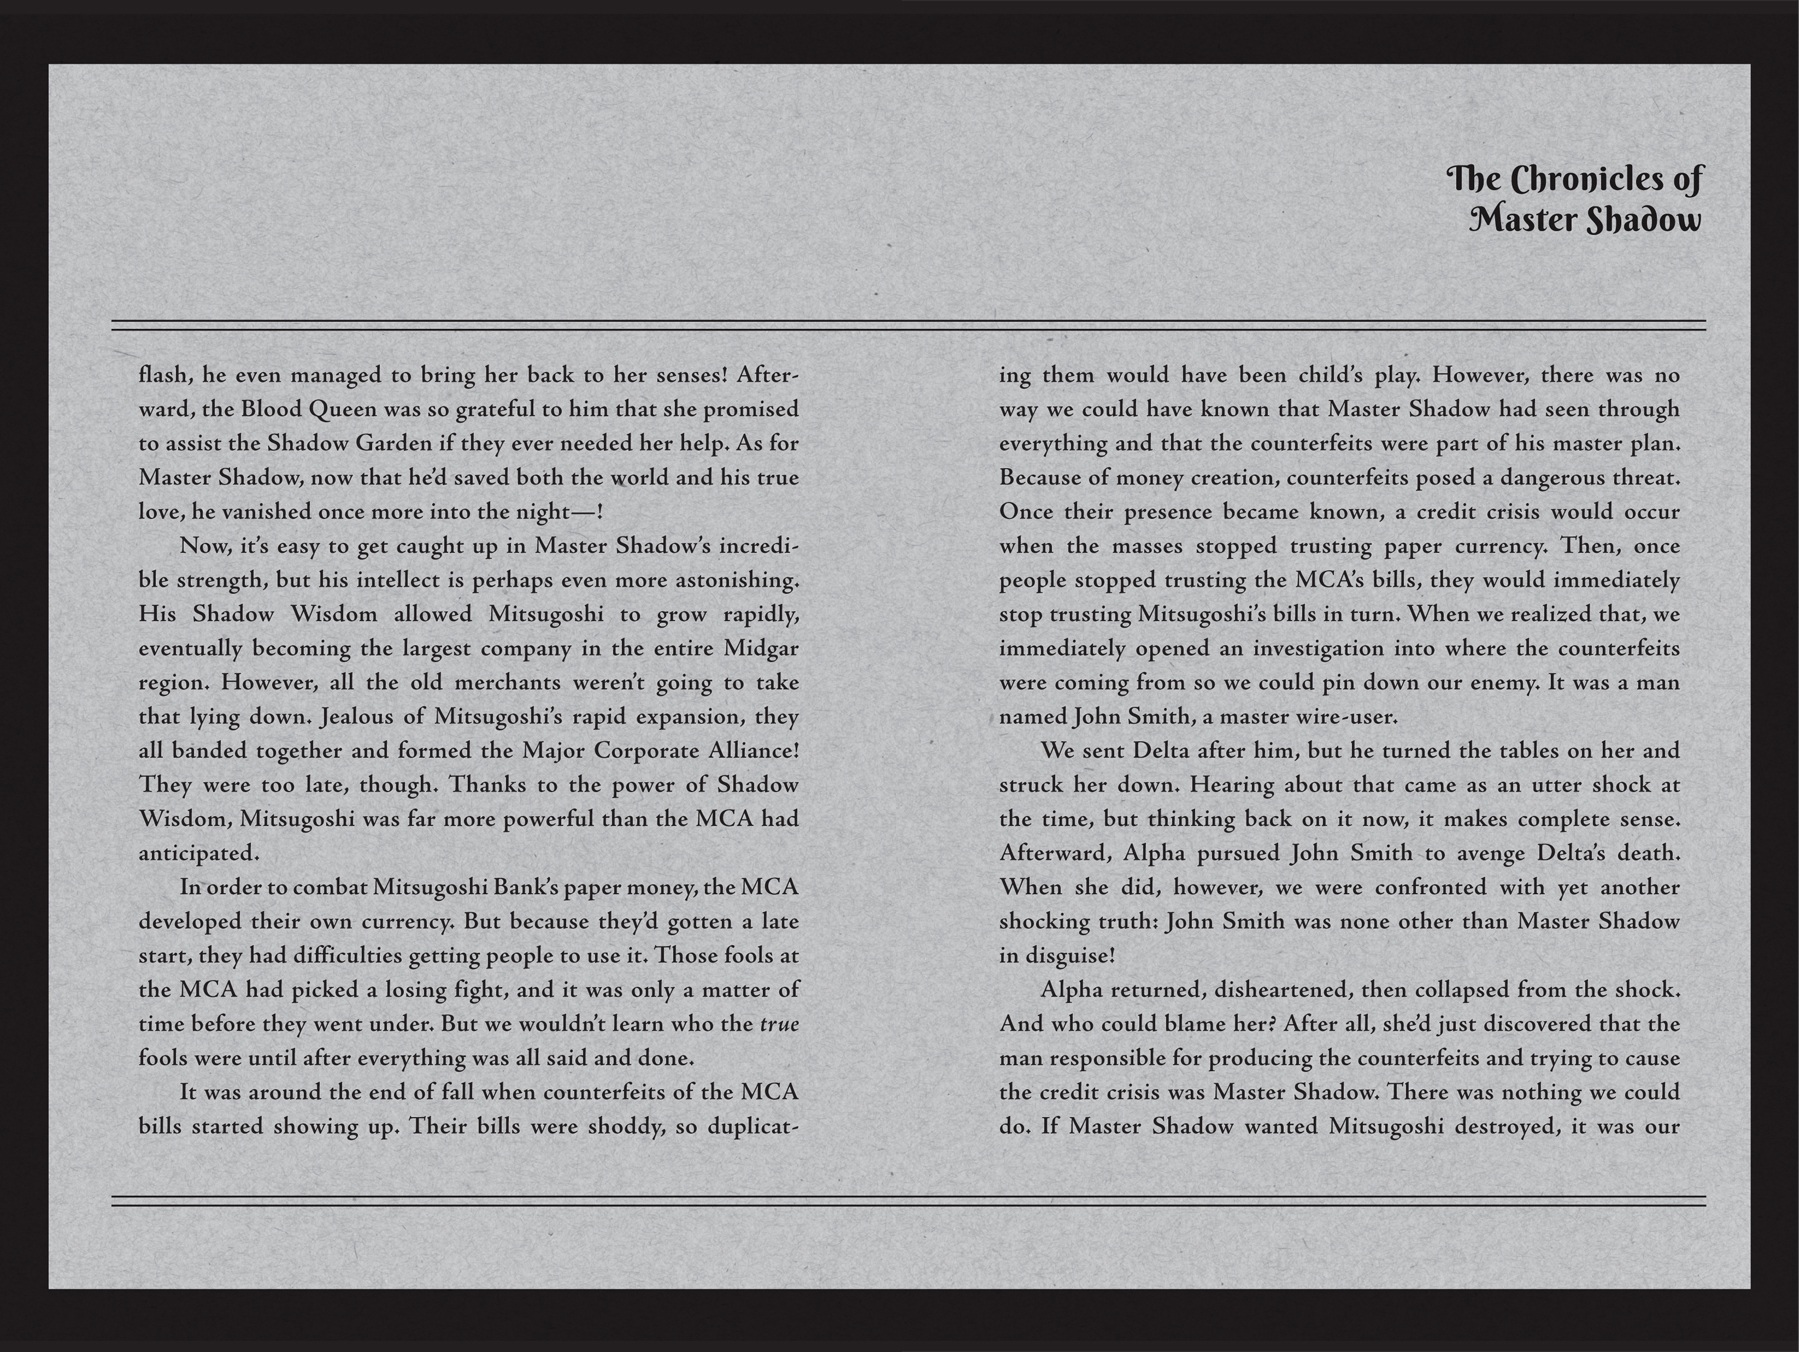 The Chronicles of
Master Shadow
flash, he even managed to bring her back to her senses! After-
ward, the Blood Queen was so grateful to him that she promised
to assist the Shadow Garden if they ever needed her help. As for
Master Shadow, now that he’d saved both the world and his true
love, he vanished once more into the night—!
Now, it’s easy to get caught up in Master Shadow’s incredi-
ble strength, but his intellect is perhaps even more astonishing.
His Shadow Wisdom allowed Mitsugoshi to grow rapidly,
eventually becoming the largest company in the entire Midgar
region. However, all the old merchants weren’t going to take
that lying down. Jealous of Mitsugoshi’s rapid expansion, they
all banded together and formed the Major Corporate Alliance!
They were too late, though. Thanks to the power of Shadow
Wisdom, Mitsugoshi was far more powerful than the MCA had
anticipated.
In order to combat Mitsugoshi Bank’s paper money, the MCA
developed their own currency. But because they’d gotten a late
start, they had difficulties getting people to use it. Those fools at
the MCA had picked a losing fight, and it was only a matter of
time before they went under. But we wouldn’t learn who the true
fools were until after everything was all said and done.
It was around the end of fall when counterfeits of the MCA
bills started showing up. Their bills were shoddy, so duplicat-
ing them would have been child’s play. However, there was no
way we could have known that Master Shadow had seen through
everything and that the counterfeits were part of his master plan.
Because of money creation, counterfeits posed a dangerous threat.
Once their presence became known, a credit crisis would occur
when the masses stopped trusting paper currency. Then, once
people stopped trusting the MCA’s bills, they would immediately
stop trusting Mitsugoshi’s bills in turn. When we realized that, we
immediately opened an investigation into where the counterfeits
were coming from so we could pin down our enemy. It was a man
named John Smith, a master wire-user.
We sent Delta after him, but he turned the tables on her and
struck her down. Hearing about that came as an utter shock at
the time, but thinking back on it now, it makes complete sense.
Afterward, Alpha pursued John Smith to avenge Delta’s death.
When she did, however, we were confronted with yet another
shocking truth: John Smith was none other than Master Shadow
in disguise!
Alpha returned, disheartened, then collapsed from the shock.
And who could blame her? After all, she’d just discovered that the
man responsible for producing the counterfeits and trying to cause
the credit crisis was Master Shadow. There was nothing we could
do. If Master Shadow wanted Mitsugoshi destroyed, it was our